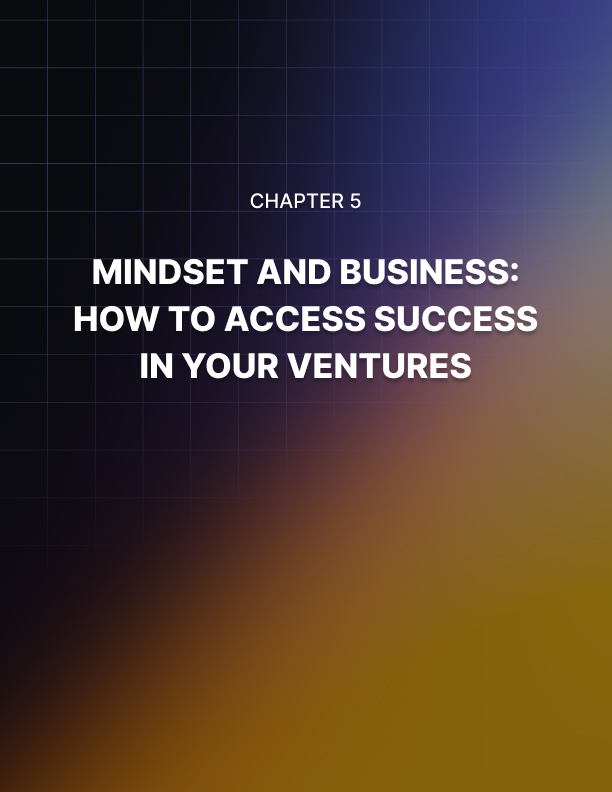 CHAPTER 5
MINDSET AND BUSINESS:
HOW TO ACCESS SUCCESS
IN YOUR VENTURES